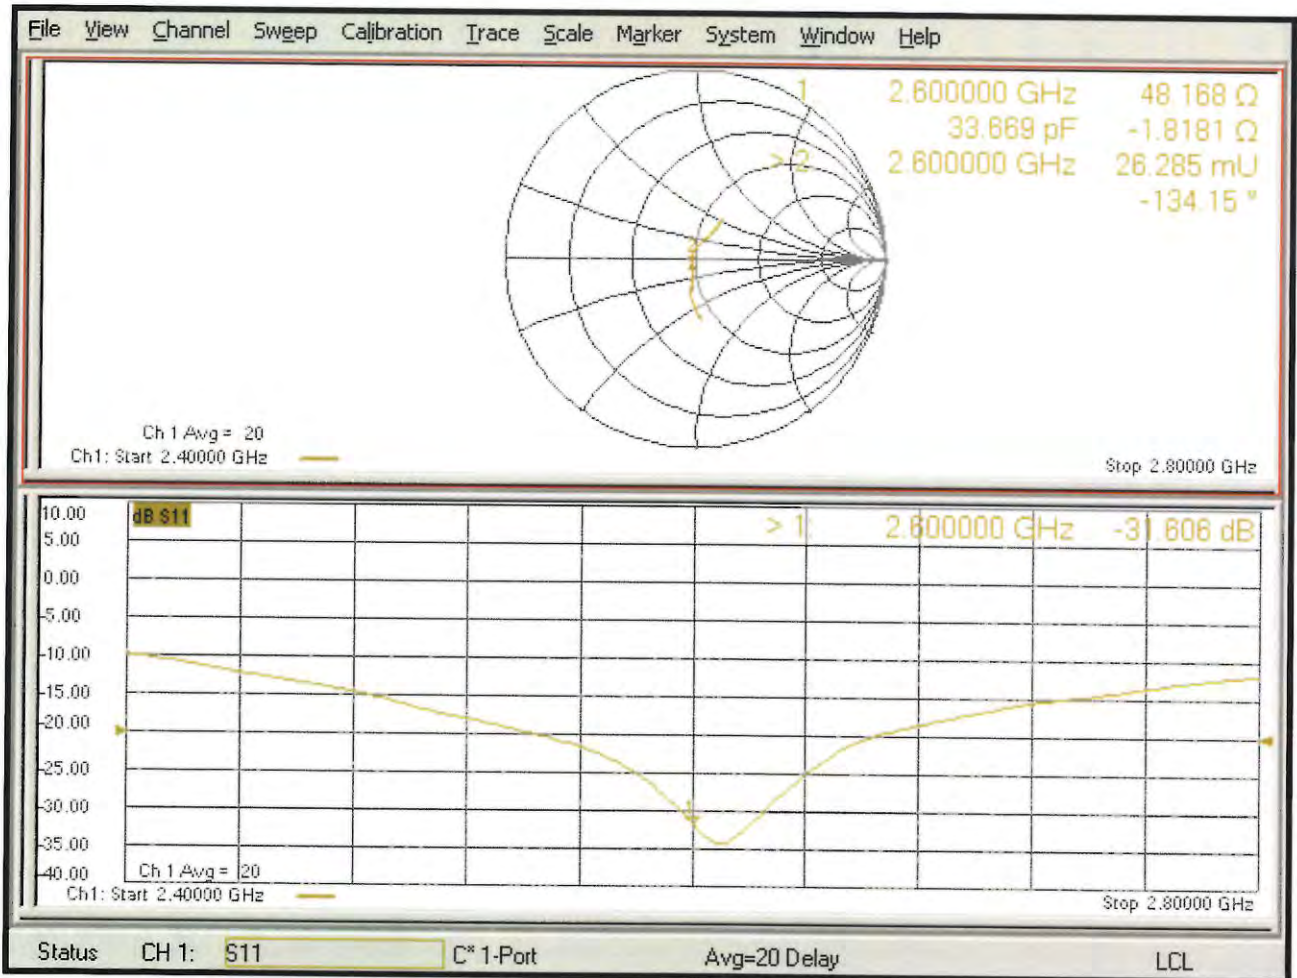 File View Channel Sweep Calibration Trace Scale Marker System Window Help
1 2.600000 GHz 48.168 Ω
33.669 pF -1.8181 Ω
> 2 2.600000 GHz 26.285 mU
-134.15 °
2
Ch 1 Avg = 20
Ch1: Start 2.40000 GHz
Stop 2.80000 GHz
10.00 dB S11 > 1: 2.600000 GHz -31.606 dB
5.00
0.00
-5.00
-10.00
-15.00
-20.00
-25.00
-30.00
1
-35.00
-40.00
Ch 1 Avg = 20
Ch1: Start 2.40000 GHz
Stop 2.80000 GHz
Status CH 1: S11 C* 1-Port Avg=20 Delay LCL